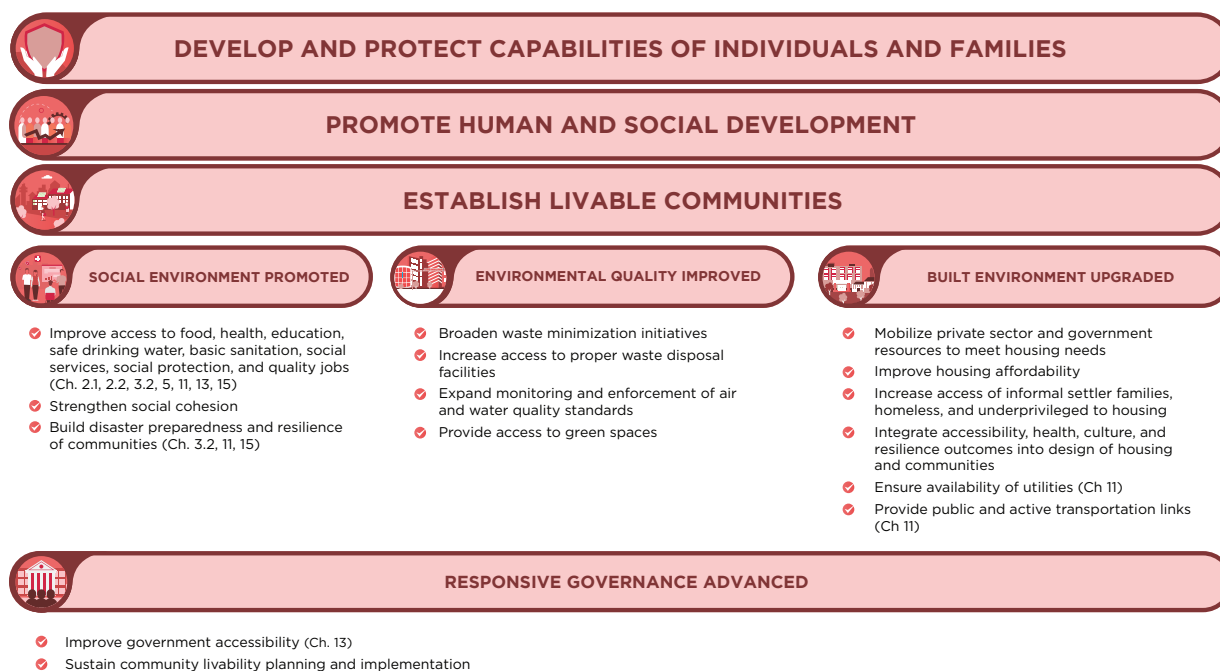 DEVELOP AND PROTECT CAPABILITIES OF INDIVIDUALS AND FAMILIES
PROMOTE HUMAN AND SOCIAL DEVELOPMENT
ESTABLISH LIVABLE COMMUNITIES
SOCIAL ENVIRONMENT PROMOTED
Improve access to food, health, education,
safe drinking water, basic sanitation, social
services, social protection, and quality jobs
(Ch. 2.1, 2.2, 3.2, 5, 11, 13, 15)
Strengthen social cohesion
Build disaster preparedness and resilience
of communities (Ch. 3.2, 11, 15)
ENVIRONMENTAL QUALITY IMPROVED
Broaden waste minimization initiatives
Increase access to proper waste disposal
facilities
Expand monitoring and enforcement of air
and water quality standards
Provide access to green spaces
BUILT ENVIRONMENT UPGRADED
Mobilize private sector and government
resources to meet housing needs
Improve housing affordability
Increase access of informal settler families,
homeless, and underprivileged to housing
Integrate accessibility, health, culture, and
resilience outcomes into design of housing
and communities
Ensure availability of utilities (Ch 11)
Provide public and active transportation links
(Ch 11)
RESPONSIVE GOVERNANCE ADVANCED
Improve government accessibility (Ch. 13)
Sustain community livability planning and implementation